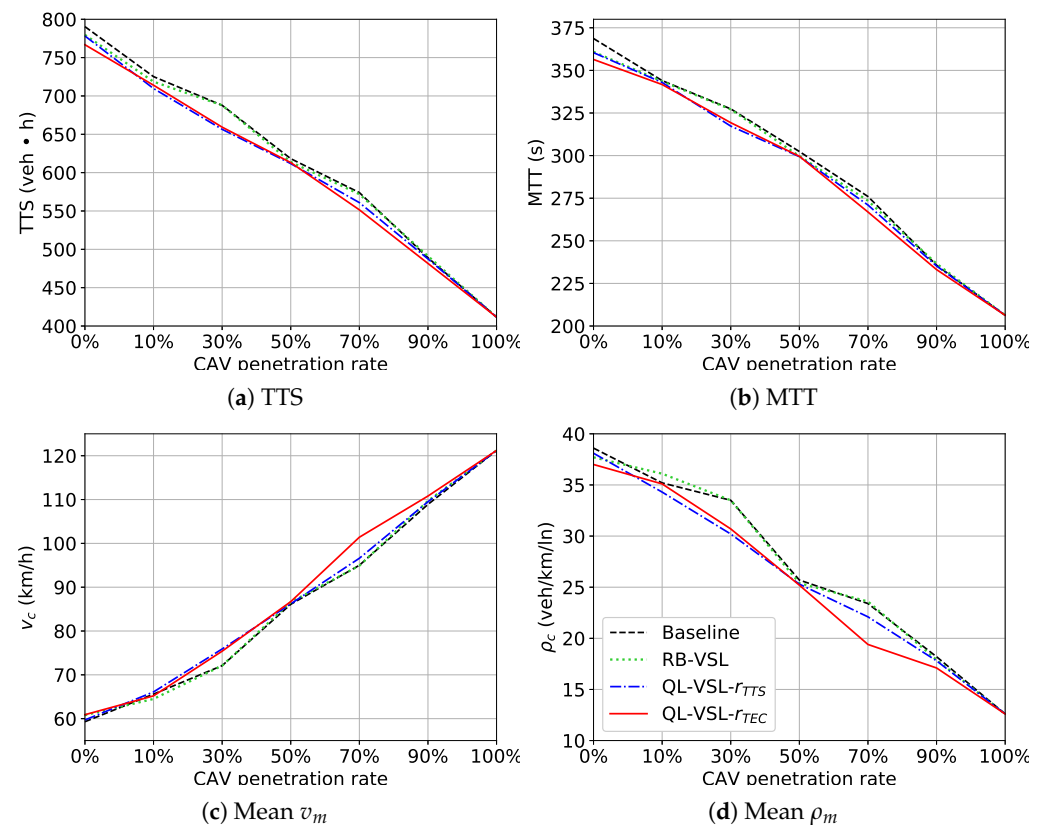 800
750
700
650
600
550
500
450
400
TTS (veh • h)
0% 10% 30% 50% 70% 90% 100%
CAV penetration rate
(a) TTS
375
350
325
300
275
250
225
200
MTT (s)
0% 10% 30% 50% 70% 90% 100%
CAV penetration rate
(b) MTT
120
110
100
90
80
70
60
v_c (km/h)
0% 10% 30% 50% 70% 90% 100%
CAV penetration rate
(c) Mean v_m
40
35
30
25
20
15
10
ρ_c (veh/km/ln)
Baseline
RB-VSL
QL-VSL-r_TTS
QL-VSL-r_TEC
0% 10% 30% 50% 70% 90% 100%
CAV penetration rate
(d) Mean ρ_m